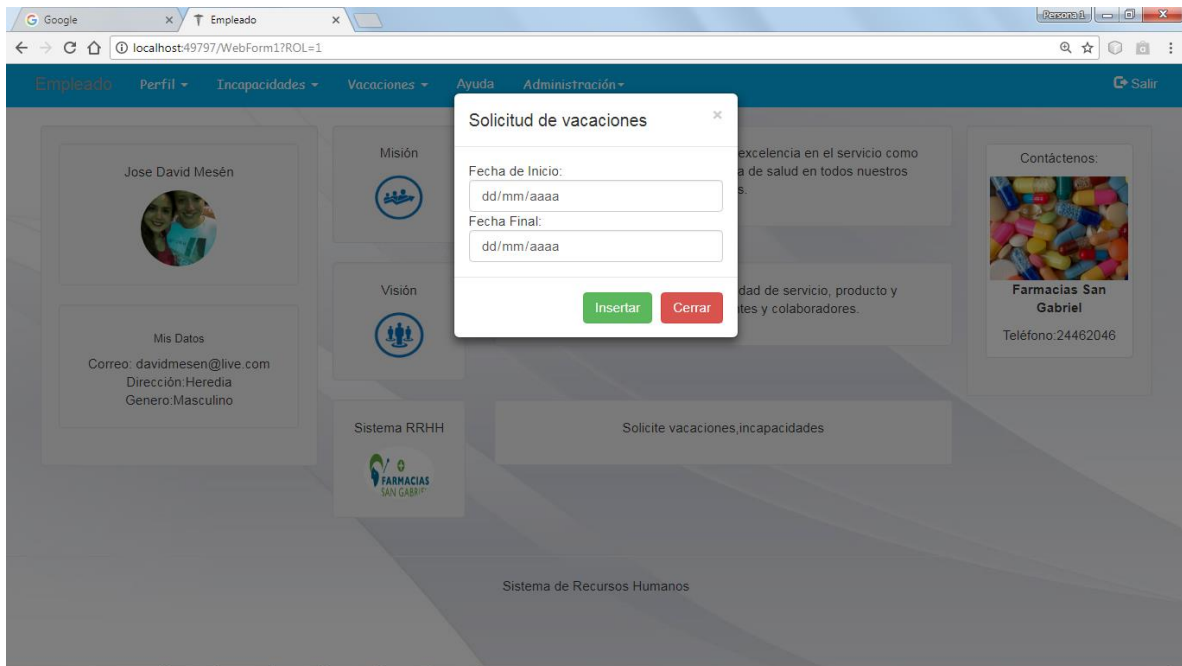 Google
Empleado
Persona 1
localhost:49797/WebForm1?ROL=1
Empleado
Perfil
Incapacidades
Vacaciones
Ayuda
Administración
Salir
Solicitud de vacaciones
×
Fecha de Inicio:
dd/mm/aaaa
Fecha Final:
dd/mm/aaaa
Insertar
Cerrar
Jose David Mesén
Mis Datos
Correo: davidmesen@live.com
Dirección:Heredia
Genero:Masculino
Misión
excelencia en el servicio como
a de salud en todos nuestros
s.
Visión
dad de servicio, producto y
tes y colaboradores.
Sistema RRHH
FARMACIAS
SAN GABRIEL
Solicite vacaciones,incapacidades
Contáctenos:
Farmacias San
Gabriel
Teléfono:24462046
Sistema de Recursos Humanos